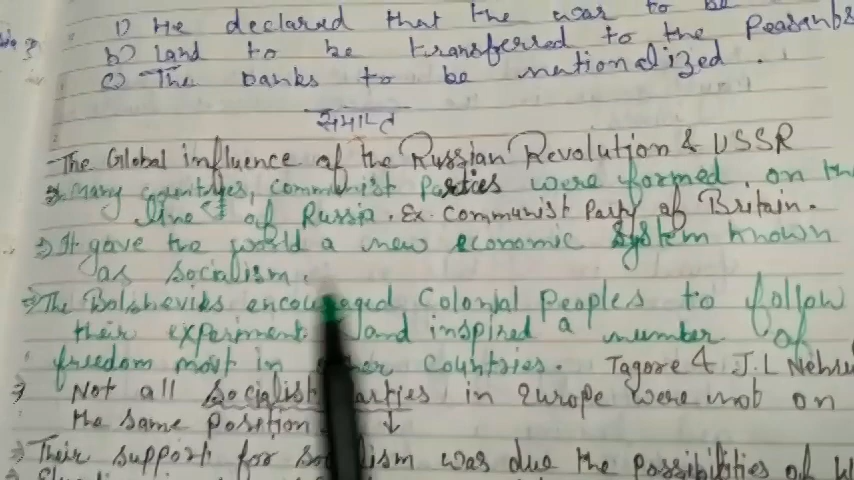 1) He declared that the war to be
b) Land to be transferred to the Peasants
c) The banks to be nationalized.
समाप्त
The Global influence of the Russian Revolution & USSR
Many countries, communist Parties were formed on th
line of Russia. Ex. Communist Party of Britain.
⇒ It gave the world a new economic system known
as socialism.
⇒ The Bolsheviks encouraged Colonial Peoples to follow
their experiment and inspired a number of
freedom movt in other countries. Tagore & J.L Nehru
⇒ Not all Socialist Parties in Europe were not on
the same position ↓
⇒ Their support for socialism was due the possibilities of